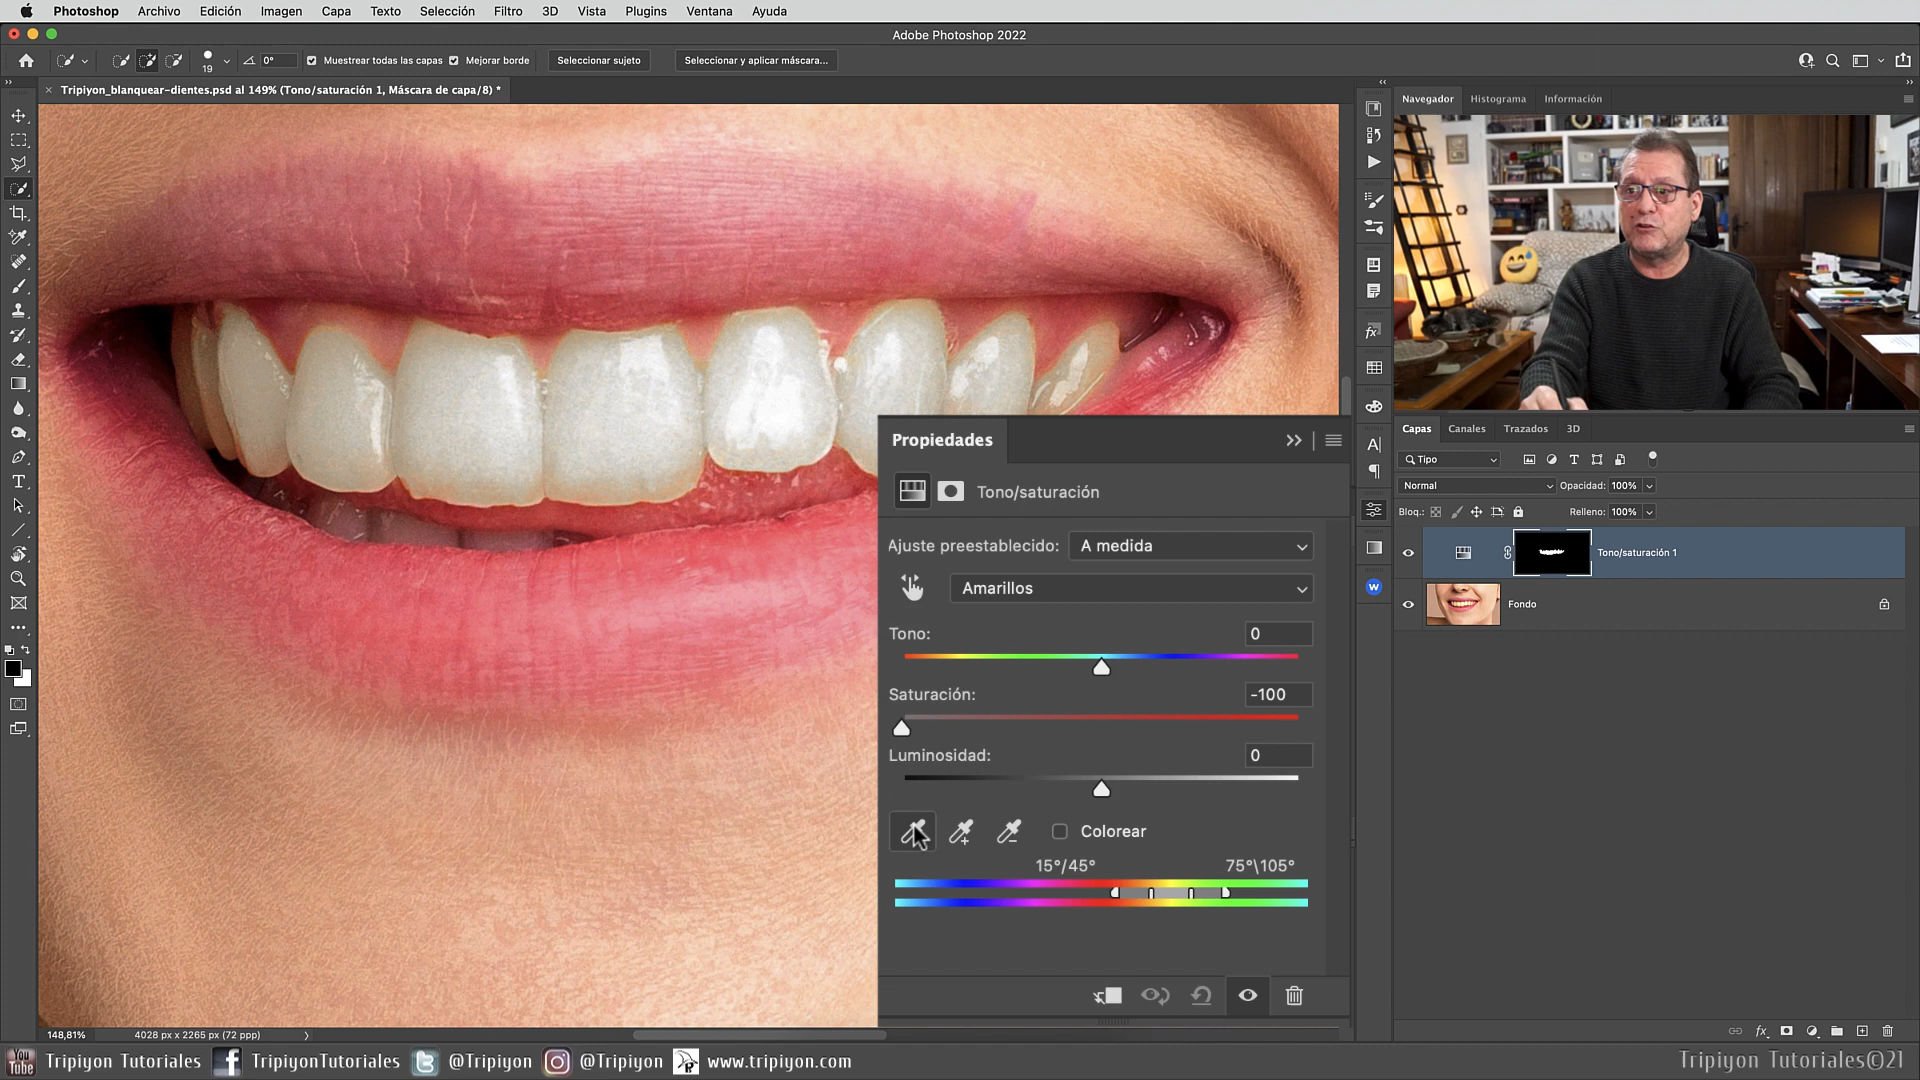 Photoshop Archivo Edición Imagen Capa Texto Selección Filtro 3D Vista Plugins Ventana Ayuda
Adobe Photoshop 2022
19 0° Muestrear todas las capas Mejorar borde Seleccionar sujeto Seleccionar y aplicar máscara...
Tripiyon_blanquear-dientes.psd al 149% (Tono/saturación 1, Máscara de capa/8) *
Navegador Histograma Información
Propiedades
Tono/saturación
Ajuste preestablecido: A medida
Amarillos
Tono: 0
Saturación: -100
Luminosidad: 0
Colorear
15°/45° 75°\105°
Capas Canales Trazados 3D
Tipo
Normal Opacidad: 100%
Bloq.: Relleno: 100%
Tono/saturación 1
Fondo
148,81% 4028 px x 2265 px (72 ppp)
You Tube Tripiyon Tutoriales f TripiyonTutoriales @Tripiyon @Tripiyon www.tripiyon.com
Tripiyon Tutoriales©21